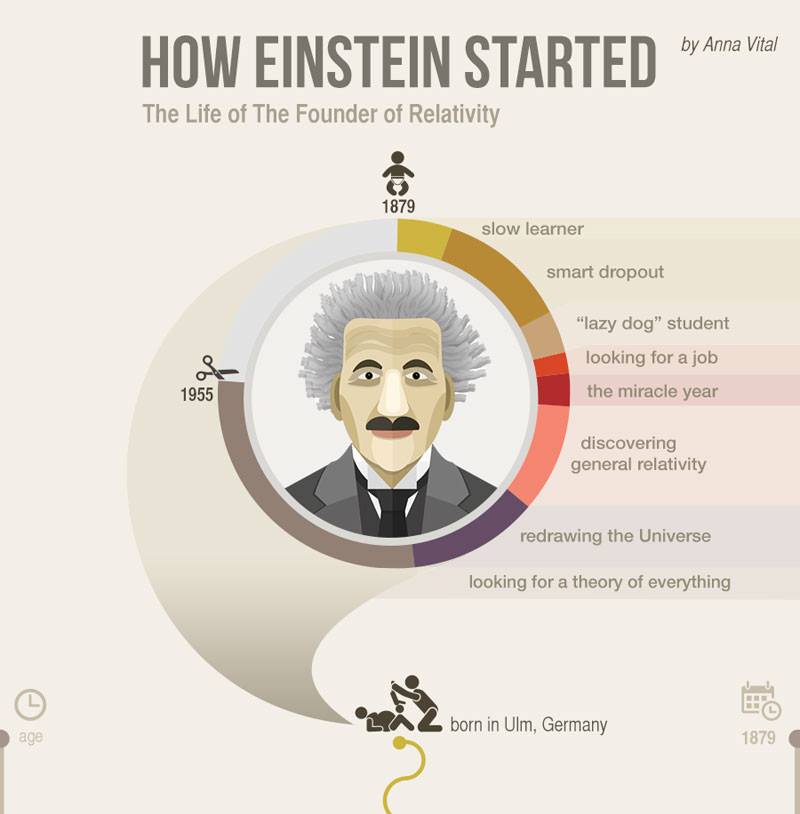 HOW EINSTEIN STARTED
by Anna Vital
The Life of The Founder of Relativity
1879
slow learner
smart dropout
“lazy dog” student
looking for a job
the miracle year
1955
discovering
general relativity
redrawing the Universe
looking for a theory of everything
born in Ulm, Germany
age
1879